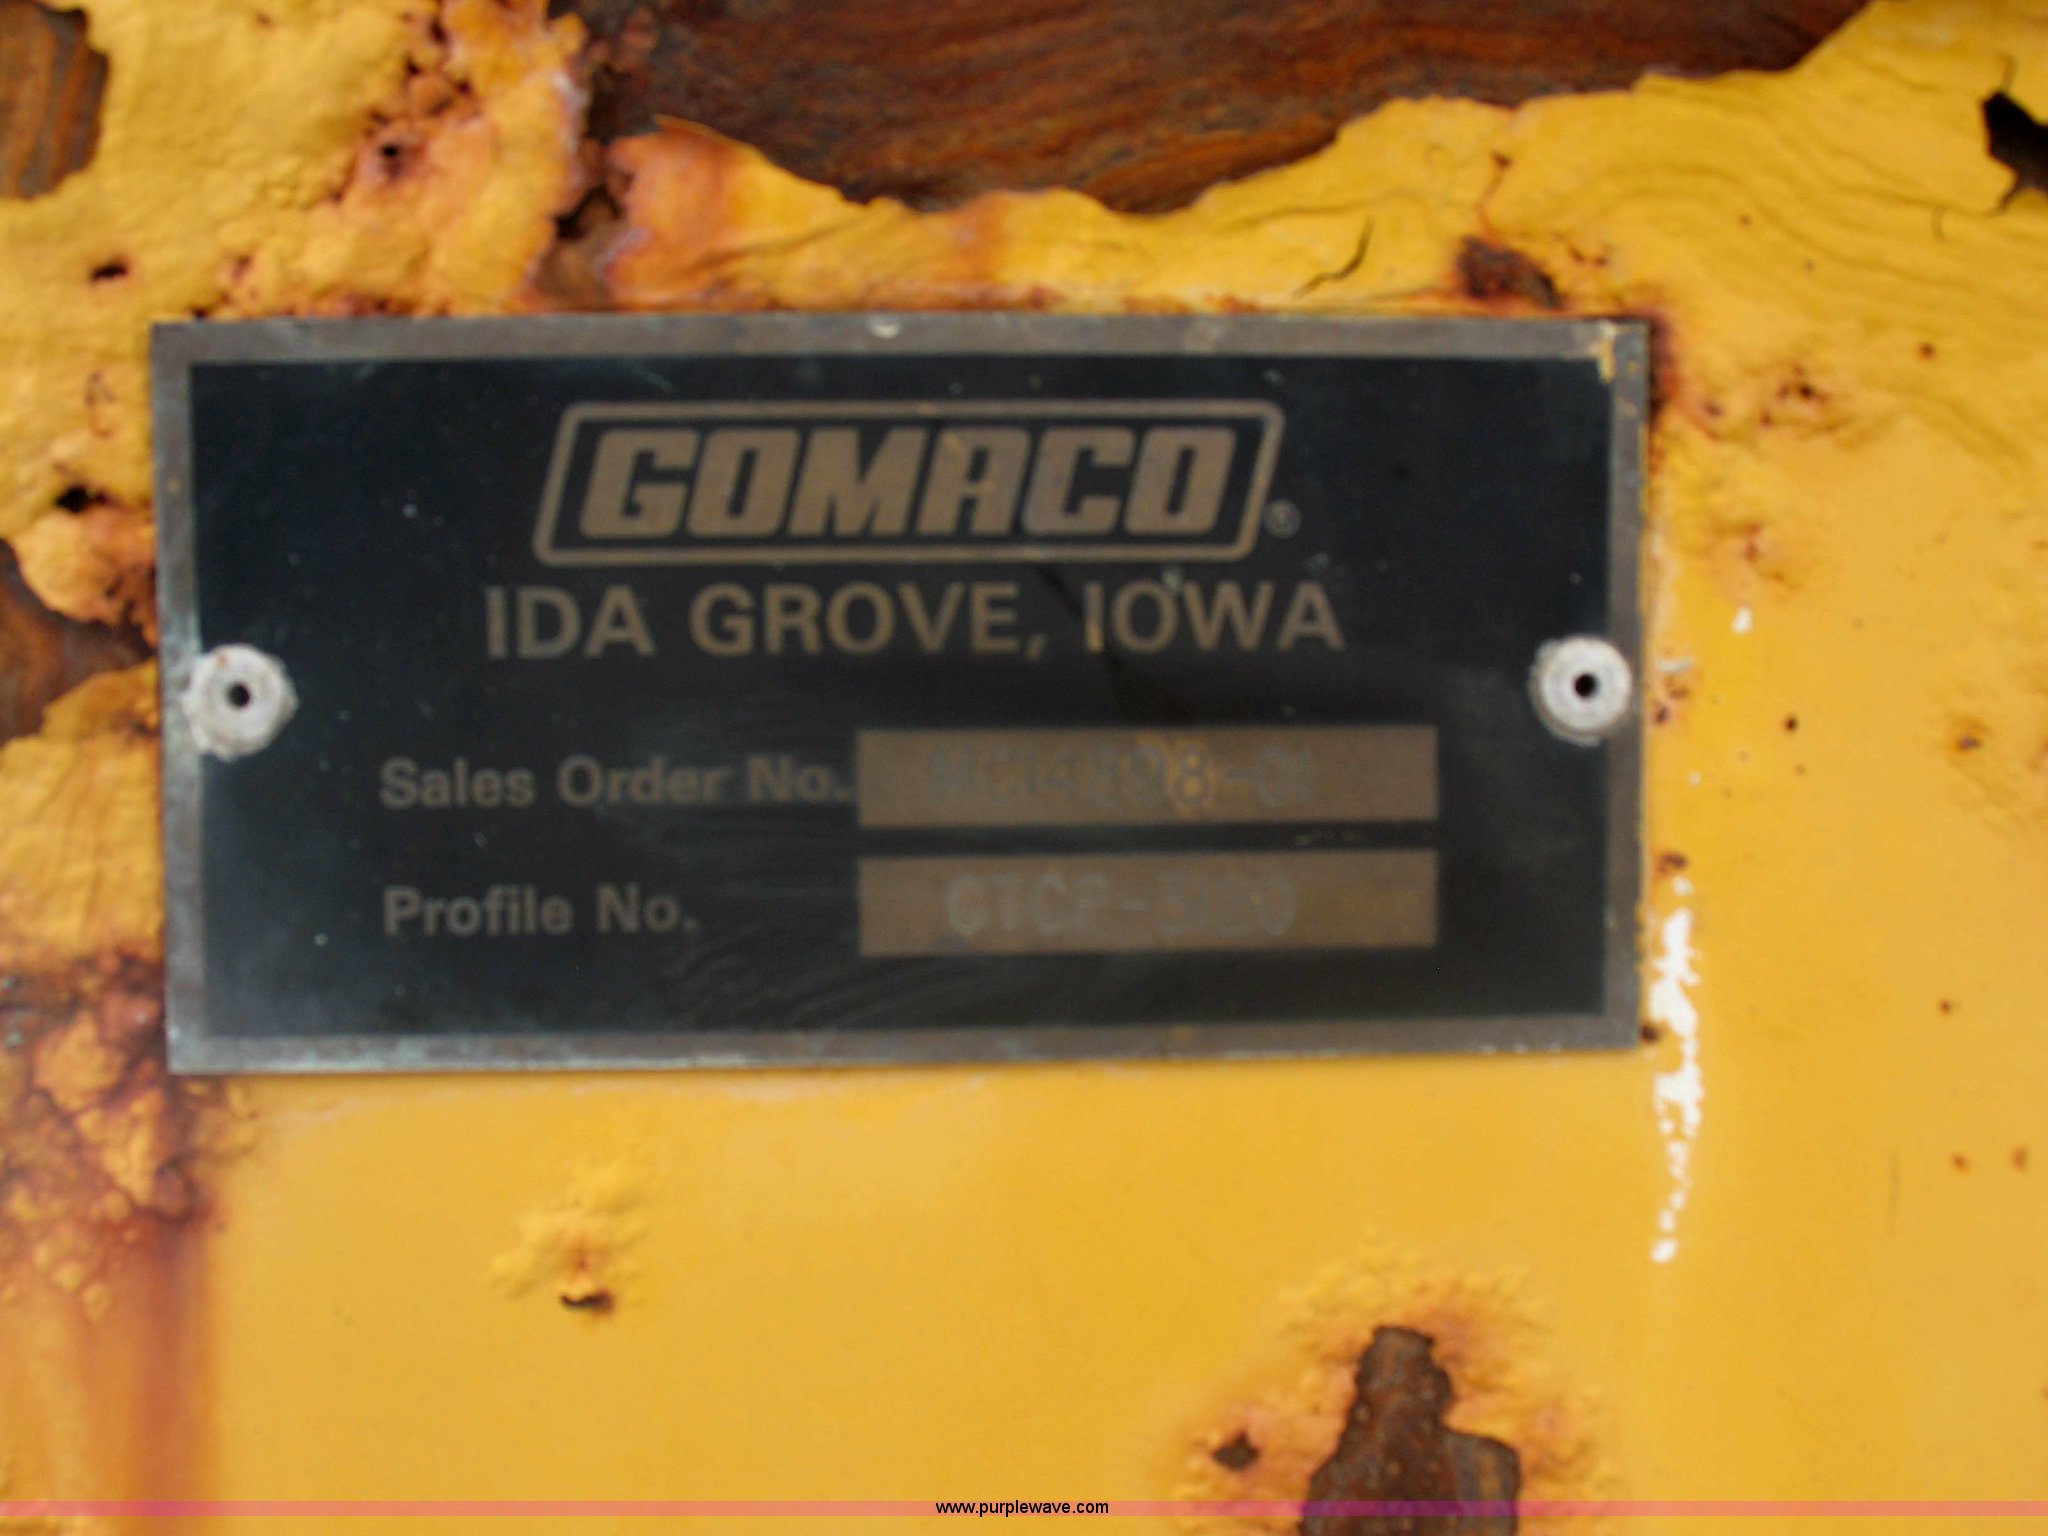 GOMACO®
IDA GROVE, IOWA
Sales Order No.
Profile No.
www.purplewave.com